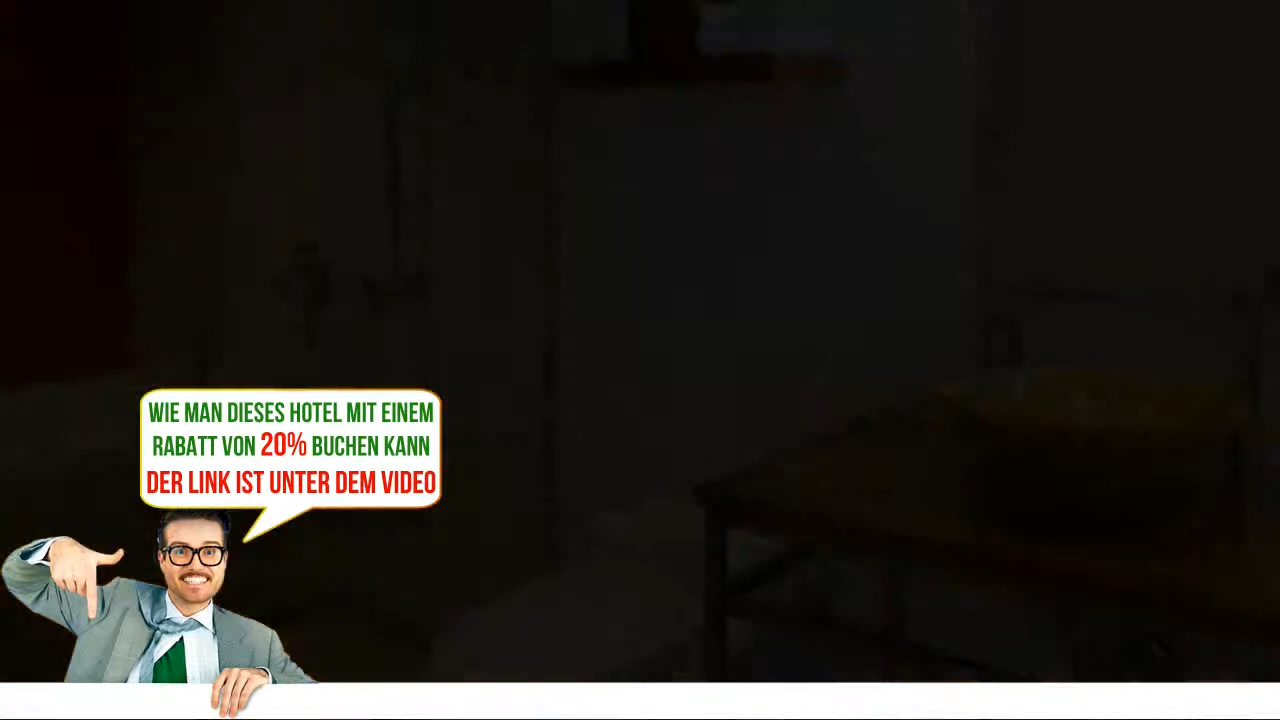 WIE MAN DIESES HOTEL MIT EINEM
RABATT VON 20% BUCHEN KANN
DER LINK IST UNTER DEM VIDEO